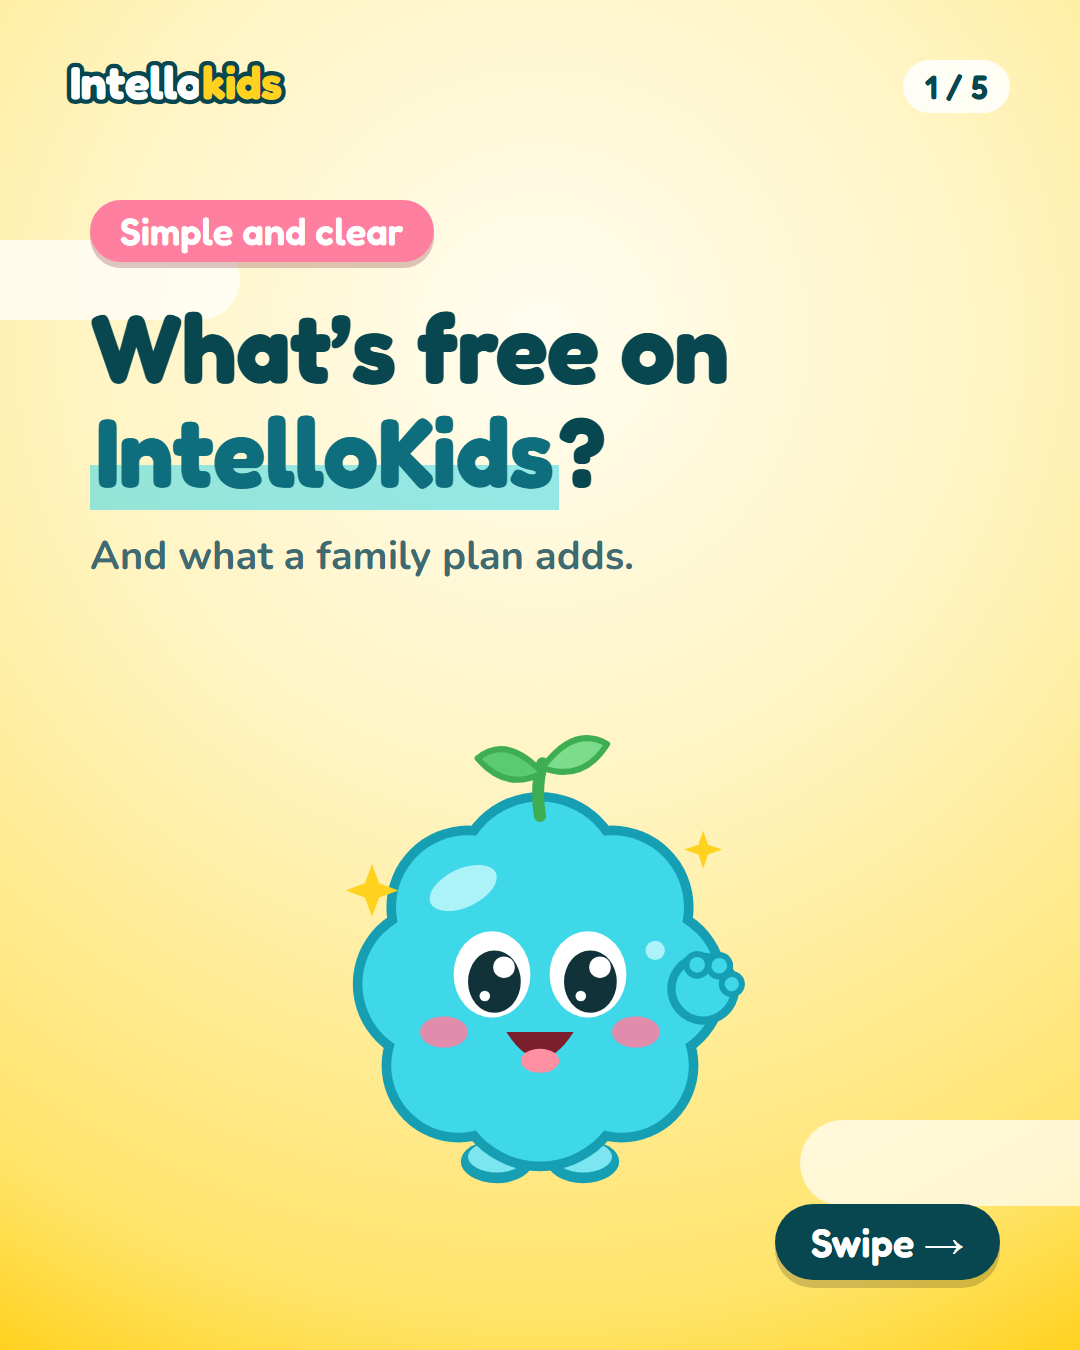 Intellokids
1 / 5
Simple and clear
What’s free on
IntelloKids?
And what a family plan adds.
Swipe →